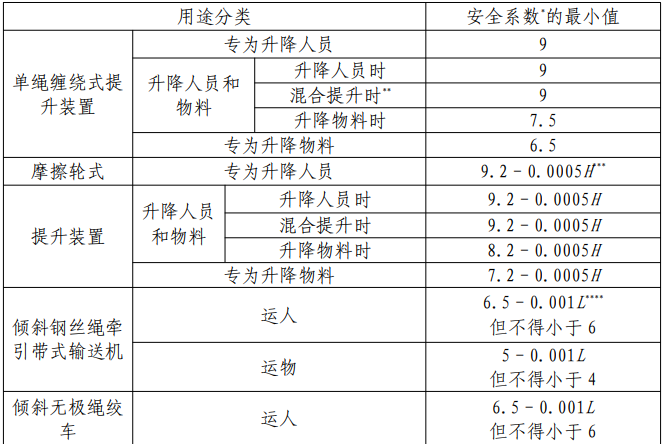 用途分类 安全系数*的最小值
单绳缠绕式提
升装置
专为升降人员 9
升降人员和
物料
升降人员时 9
混合提升时** 9
升降物料时 7.5
专为升降物料 6.5
摩擦轮式 专为升降人员 9.2-0.0005H***
提升装置
升降人员
和物料
升降人员时 9.2-0.0005H
混合提升时 9.2-0.0005H
升降物料时 8.2-0.0005H
专为升降物料 7.2-0.0005H
倾斜钢丝绳牵
引带式输送机
运人
6.5-0.001L****
但不得小于 6
运物
5-0.001L
但不得小于 4
倾斜无极绳绞
车
运人
6.5-0.001L
但不得小于 6